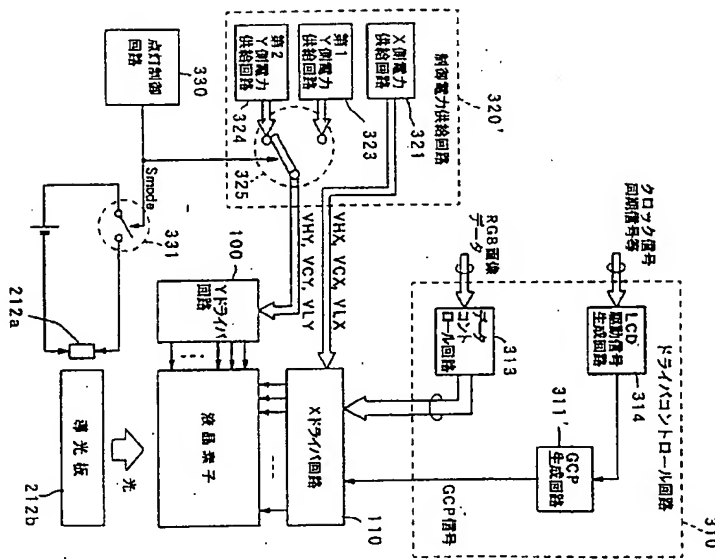 ドライバコントロール回路
310
クロック信号
同期信号等
LCD
駆動信号
生成回路
314
311'
GCP
生成回路
GCP信号
RGB画像
データ
データ
コント
ロール回路
313
制御電力供給回路
320'
X側電力
供給回路
321
第1
Y側電力
供給回路
323
第2
Y側電力
供給回路
324
325
VHX, VCX, VLX
VHY, VCY, VLY
点灯制御
回路
330
Smode
331
100
Yドライバ
回路
Xドライバ回路
110
液晶素子
光
導光板
212a
212b